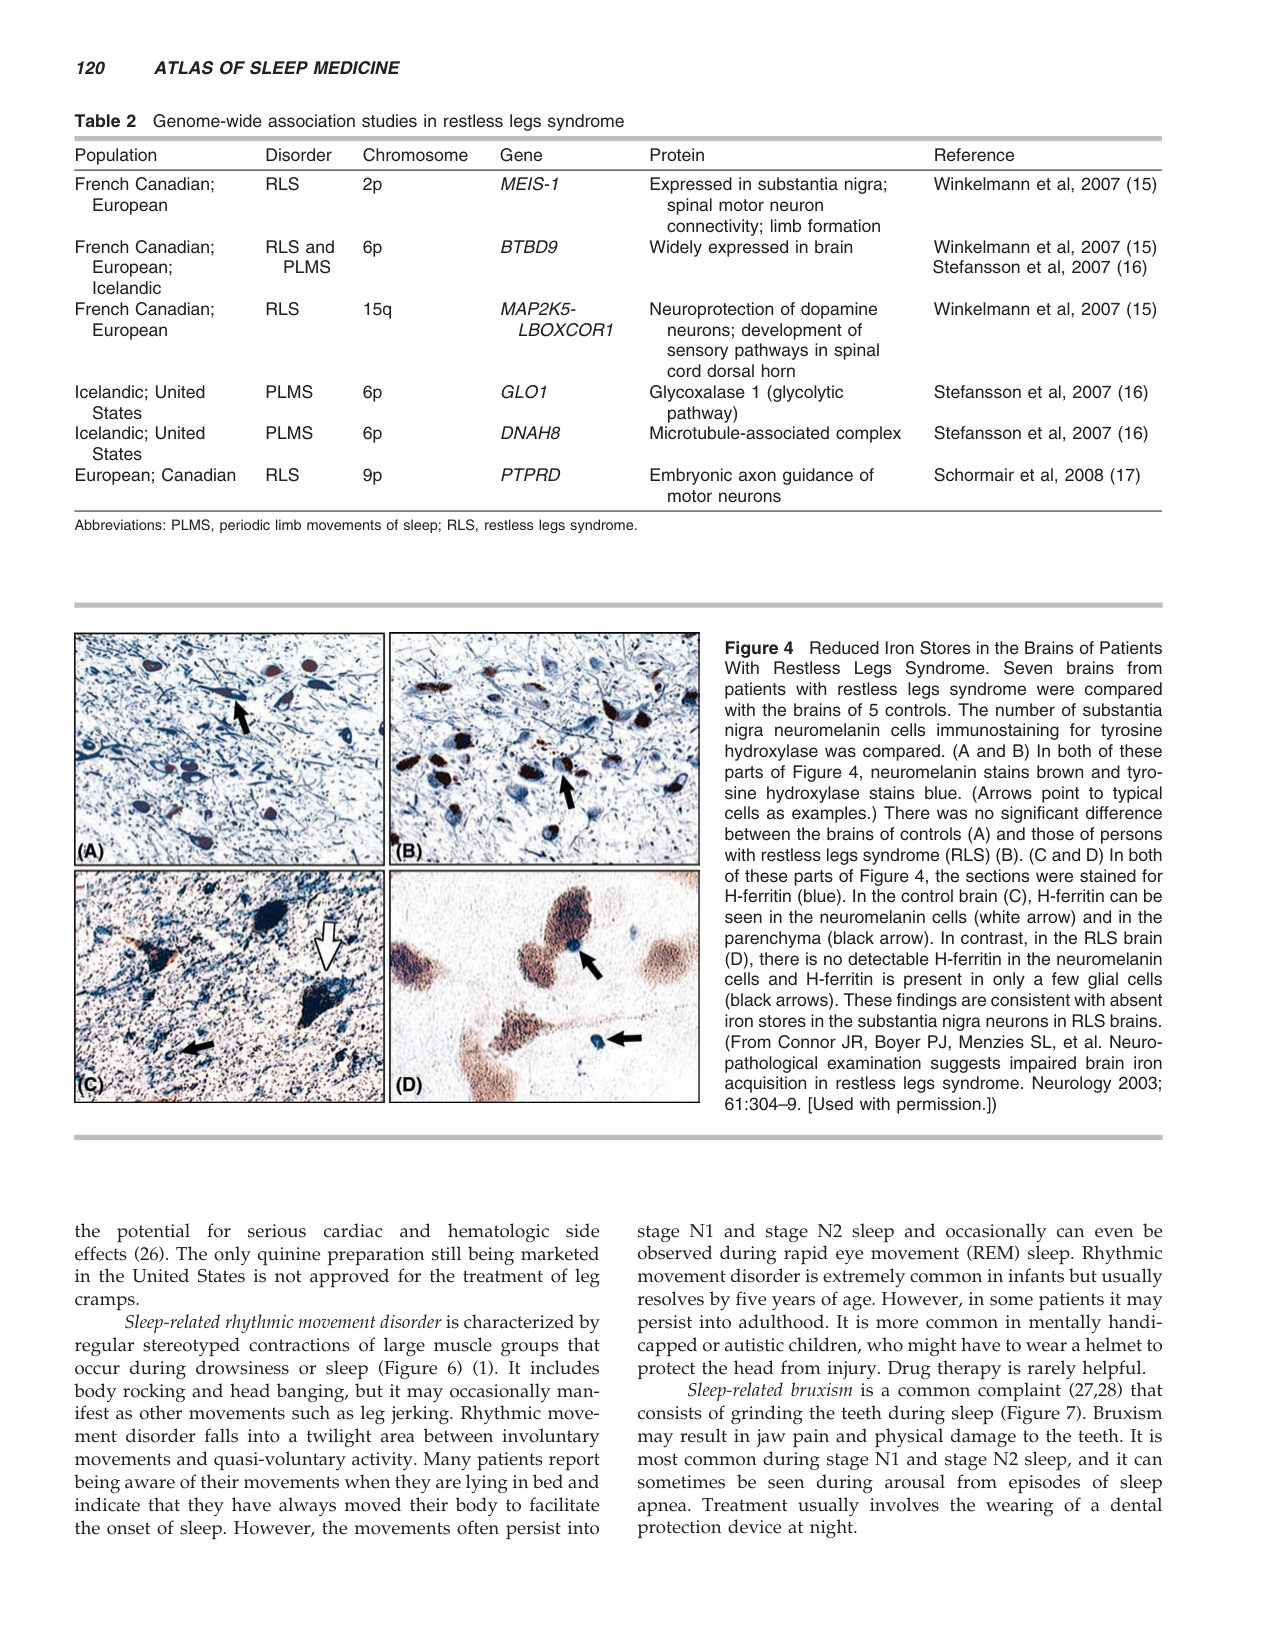 120 ATLAS OF SLEEP MEDICINE
Table 2 Genome-wide association studies in restless legs syndrome
Population Disorder Chromosome Gene Protein Reference
French Canadian; RLS 2p MEIS-1 Expressed in substantia nigra; Winkelmann et al, 2007 (15)
European spinal motor neuron
connectivity; limb formation
French Canadian; RLS and 6p BTBD9 Widely expressed in brain Winkelmann et al, 2007 (15)
European; PLMS Stefansson et al, 2007 (16)
Icelandic
French Canadian; RLS 15q MAP2K5- Neuroprotection of dopamine Winkelmann et al, 2007 (15)
European LBOXCOR1 neurons; development of
sensory pathways in spinal
cord dorsal horn
Icelandic; United PLMS 6p GLO1 Glycoxalase 1 (glycolytic Stefansson et al, 2007 (16)
States pathway)
Icelandic; United PLMS 6p DNAH8 Microtubule-associated complex Stefansson et al, 2007 (16)
States
European; Canadian RLS 9p PTPRD Embryonic axon guidance of Schormair et al, 2008 (17)
motor neurons
Abbreviations: PLMS, periodic limb movements of sleep; RLS, restless legs syndrome.
(A)
(B)
(C)
(D)
Figure 4 Reduced Iron Stores in the Brains of Patients
With Restless Legs Syndrome. Seven brains from
patients with restless legs syndrome were compared
with the brains of 5 controls. The number of substantia
nigra neuromelanin cells immunostaining for tyrosine
hydroxylase was compared. (A and B) In both of these
parts of Figure 4, neuromelanin stains brown and tyro-
sine hydroxylase stains blue. (Arrows point to typical
cells as examples.) There was no significant difference
between the brains of controls (A) and those of persons
with restless legs syndrome (RLS) (B). (C and D) In both
of these parts of Figure 4, the sections were stained for
H-ferritin (blue). In the control brain (C), H-ferritin can be
seen in the neuromelanin cells (white arrow) and in the
parenchyma (black arrow). In contrast, in the RLS brain
(D), there is no detectable H-ferritin in the neuromelanin
cells and H-ferritin is present in only a few glial cells
(black arrows). These findings are consistent with absent
iron stores in the substantia nigra neurons in RLS brains.
(From Connor JR, Boyer PJ, Menzies SL, et al. Neuro-
pathological examination suggests impaired brain iron
acquisition in restless legs syndrome. Neurology 2003;
61:304–9. [Used with permission.])
the potential for serious cardiac and hematologic side
effects (26). The only quinine preparation still being marketed
in the United States is not approved for the treatment of leg
cramps.
Sleep-related rhythmic movement disorder is characterized by
regular stereotyped contractions of large muscle groups that
occur during drowsiness or sleep (Figure 6) (1). It includes
body rocking and head banging, but it may occasionally man-
ifest as other movements such as leg jerking. Rhythmic move-
ment disorder falls into a twilight area between involuntary
movements and quasi-voluntary activity. Many patients report
being aware of their movements when they are lying in bed and
indicate that they have always moved their body to facilitate
the onset of sleep. However, the movements often persist into
stage N1 and stage N2 sleep and occasionally can even be
observed during rapid eye movement (REM) sleep. Rhythmic
movement disorder is extremely common in infants but usually
resolves by five years of age. However, in some patients it may
persist into adulthood. It is more common in mentally handi-
capped or autistic children, who might have to wear a helmet to
protect the head from injury. Drug therapy is rarely helpful.
Sleep-related bruxism is a common complaint (27,28) that
consists of grinding the teeth during sleep (Figure 7). Bruxism
may result in jaw pain and physical damage to the teeth. It is
most common during stage N1 and stage N2 sleep, and it can
sometimes be seen during arousal from episodes of sleep
apnea. Treatment usually involves the wearing of a dental
protection device at night.